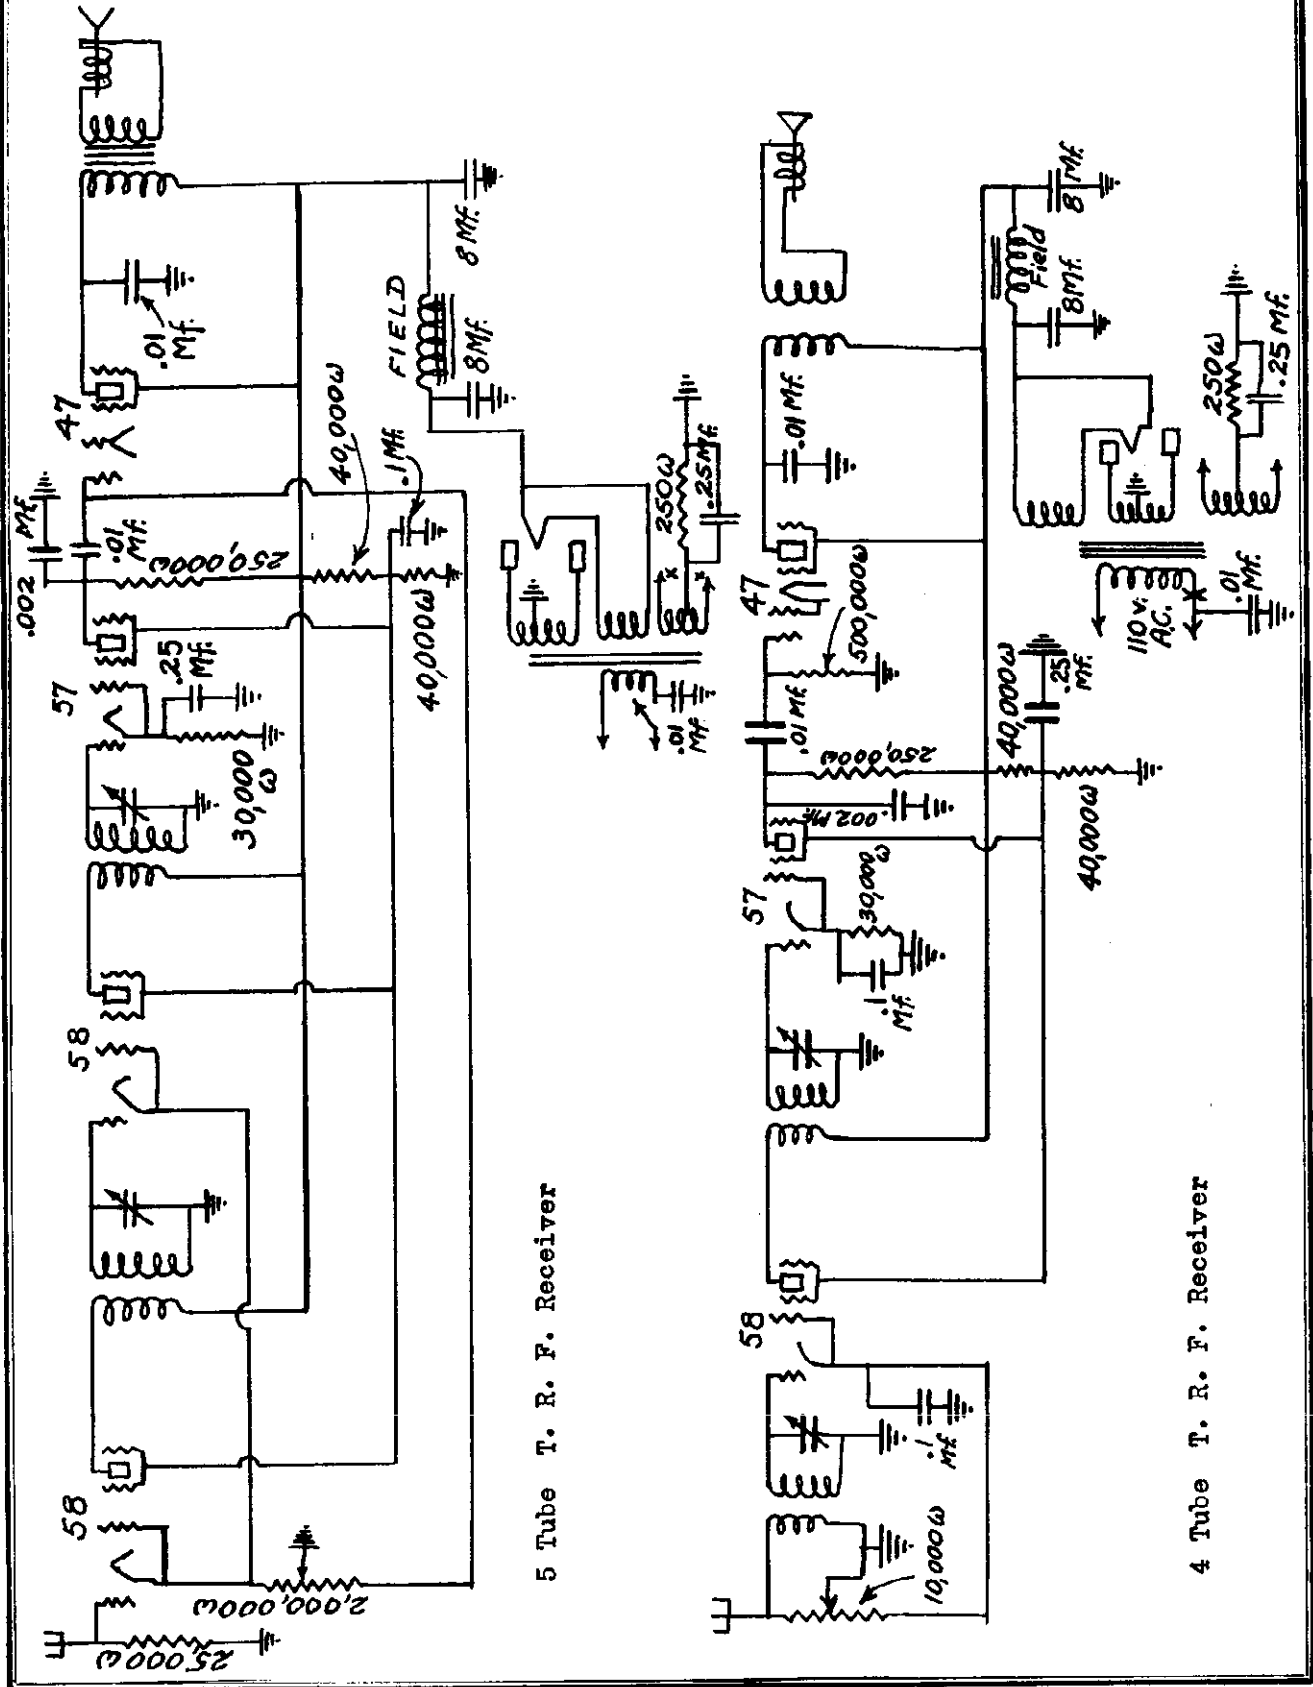 25,000ω
58
2,000,000ω
58
30,000
ω
57
.25
Mf.
.002 Mf.
.01
Mf.
250,000ω
47
.01
Mf.
40,000ω
.1 Mf.
40,000ω
FIELD
8 Mf.
8 Mf.
250ω
.25 Mf.
x
x
.01
Mf
5 Tube T. R. F. Receiver
10,000ω
58
.1
Mf.
57
30,000
ω
.1
Mf.
.002 Mf.
250,000ω
.01 Mf.
47
500,000ω
.01 Mf.
40,000ω
.25
Mf.
40,000ω
110 v.
A.C.
.01
Mf.
Field
8 Mf.
8 Mf.
250ω
.25 Mf.
4 Tube T. R. F. Receiver